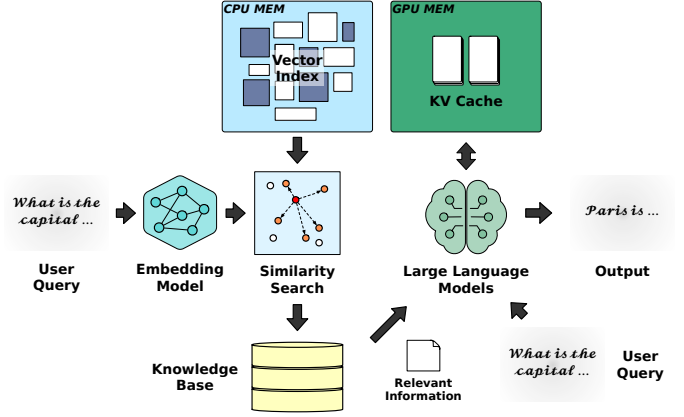 CPU MEM
GPU MEM
Vector
Index
KV Cache
What is the
capital ...
Paris is ...
User
Query
Embedding
Model
Similarity
Search
Large Language
Models
Output
Knowledge
Base
Relevant
Information
What is the
capital ...
User
Query